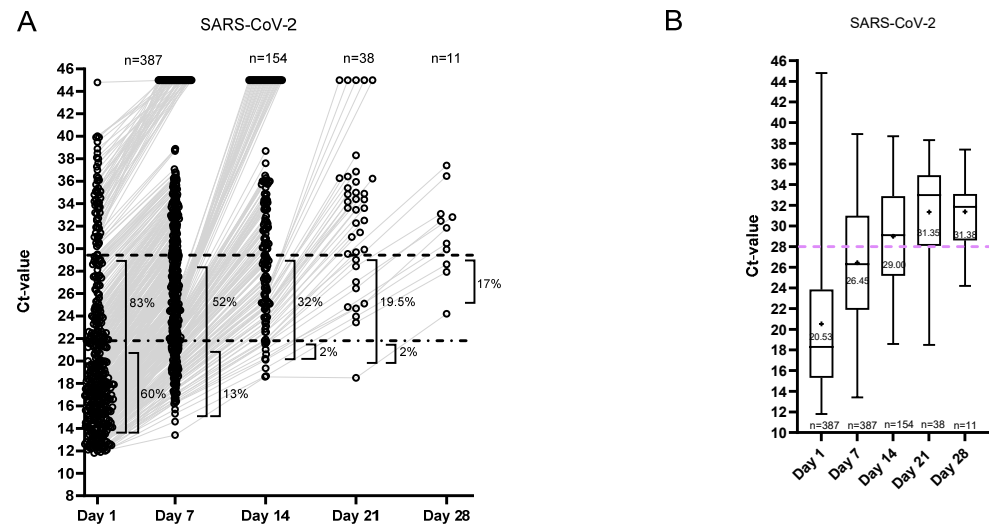 A
SARS-CoV-2
n=387
n=154
n=38
n=11
Ct-value
46
44
42
40
38
36
34
32
30
28
26
24
22
20
18
16
14
12
10
8
83%
60%
52%
13%
32%
2%
19.5%
2%
17%
Day 1
Day 7
Day 14
Day 21
Day 28
B
SARS-CoV-2
Ct-value
46
44
42
40
38
36
34
32
30
28
26
24
22
20
18
16
14
12
10
20.53
26.45
29.00
31.35
31.38
n=387
n=387
n=154
n=38
n=11
Day 1
Day 7
Day 14
Day 21
Day 28